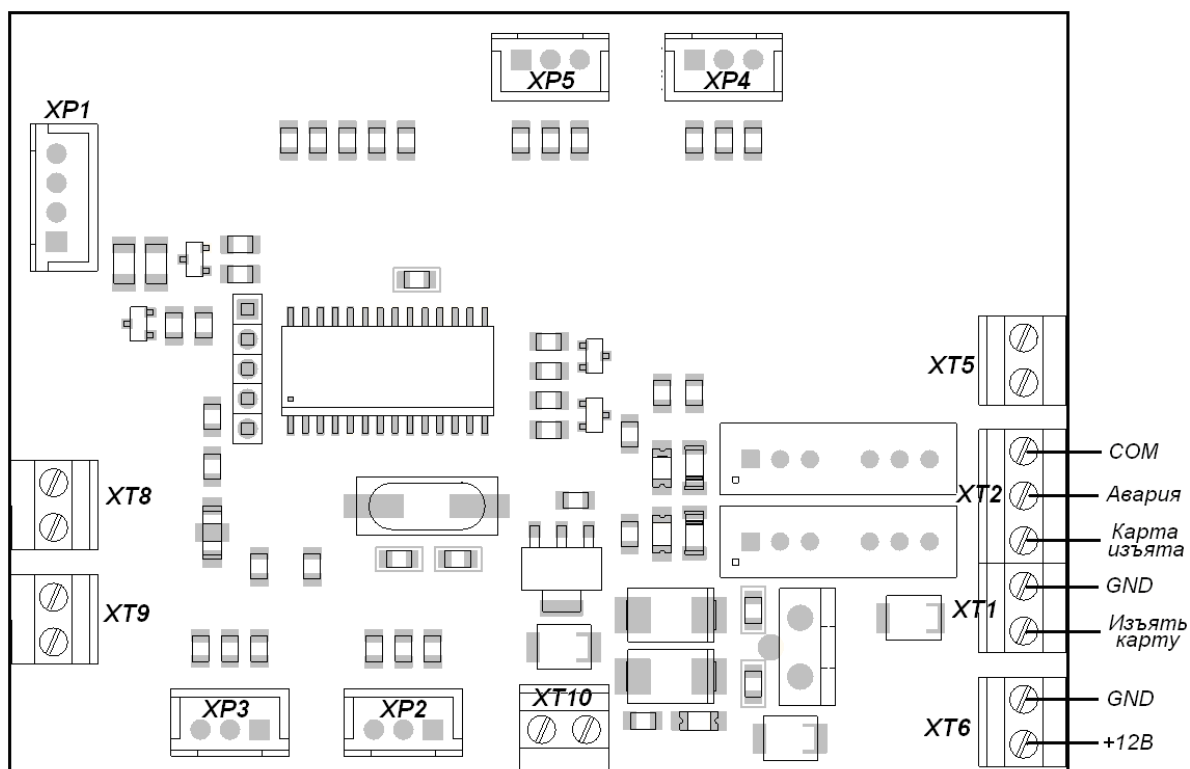 XP5
XP4
XP1
XT5
COM
XT8
XT2
Авария
Карта
изъята
GND
XT9
XT1
Изъять
карту
XP3
XP2
XT10
GND
XT6
+12В